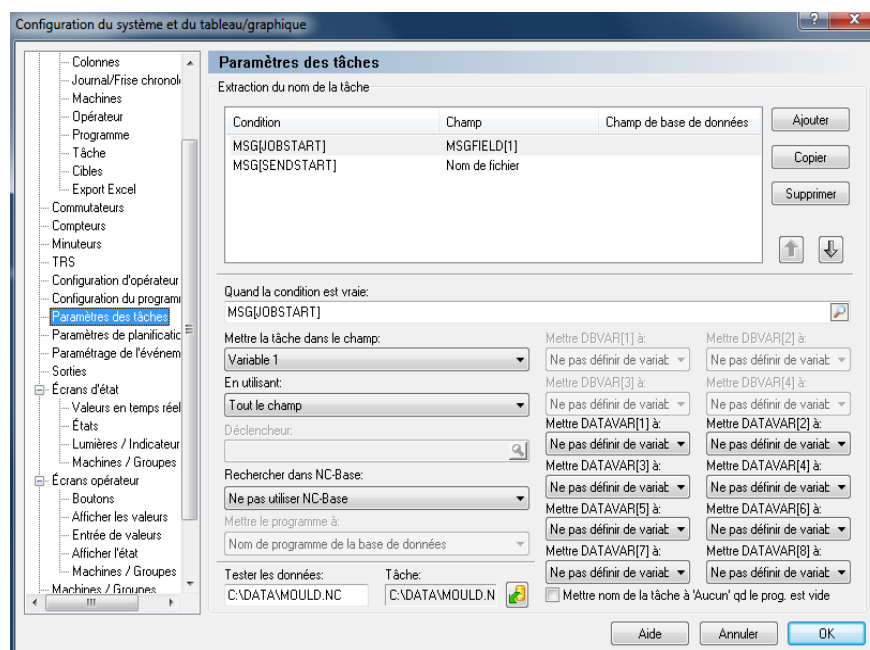 Configuration du système et du tableau/graphique
Colonnes
Journal/Frise chronol
Machines
Opérateur
Programme
Tâche
Cibles
Export Excel
Commutateurs
Compteurs
Minuteurs
TRS
Configuration d'opérateur
Configuration du programm
Paramètres des tâches
Paramètres de planificatic
Paramétrage de l'événem
Sorties
Écrans d'état
Valeurs en temps réel
États
Lumières / Indicateur
Machines / Groupes
Écrans opérateur
Boutons
Afficher les valeurs
Entrée de valeurs
Afficher l'état
Machines / Groupes
Machines / Groupes
Paramètres des tâches
Extraction du nom de la tâche
Condition Champ Champ de base de données
MSG[JOBSTART] MSGFIELD[1]
MSG[SENDSTART] Nom de fichier
Ajouter
Copier
Supprimer
Quand la condition est vraie:
MSG[JOBSTART]
Mettre la tâche dans le champ:
Variable 1
En utilisant:
Tout le champ
Déclencheur:
Rechercher dans NC-Base:
Ne pas utiliser NC-Base
Mettre le programme à:
Nom de programme de la base de données
Tester les données: Tâche:
C:\DATA\MOULD.NC C:\DATA\MOULD.N
Mettre DBVAR[1] à: Mettre DBVAR[2] à:
Ne pas définir de variat Ne pas définir de variat
Mettre DBVAR[3] à: Mettre DBVAR[4] à:
Ne pas définir de variat Ne pas définir de variat
Mettre DATAVAR[1] à: Mettre DATAVAR[2] à:
Ne pas définir de variat Ne pas définir de variat
Mettre DATAVAR[3] à: Mettre DATAVAR[4] à:
Ne pas définir de variat Ne pas définir de variat
Mettre DATAVAR[5] à: Mettre DATAVAR[6] à:
Ne pas définir de variat Ne pas définir de variat
Mettre DATAVAR[7] à: Mettre DATAVAR[8] à:
Ne pas définir de variat Ne pas définir de variat
Mettre nom de la tâche à 'Aucun' qd le prog. est vide
Aide Annuler OK